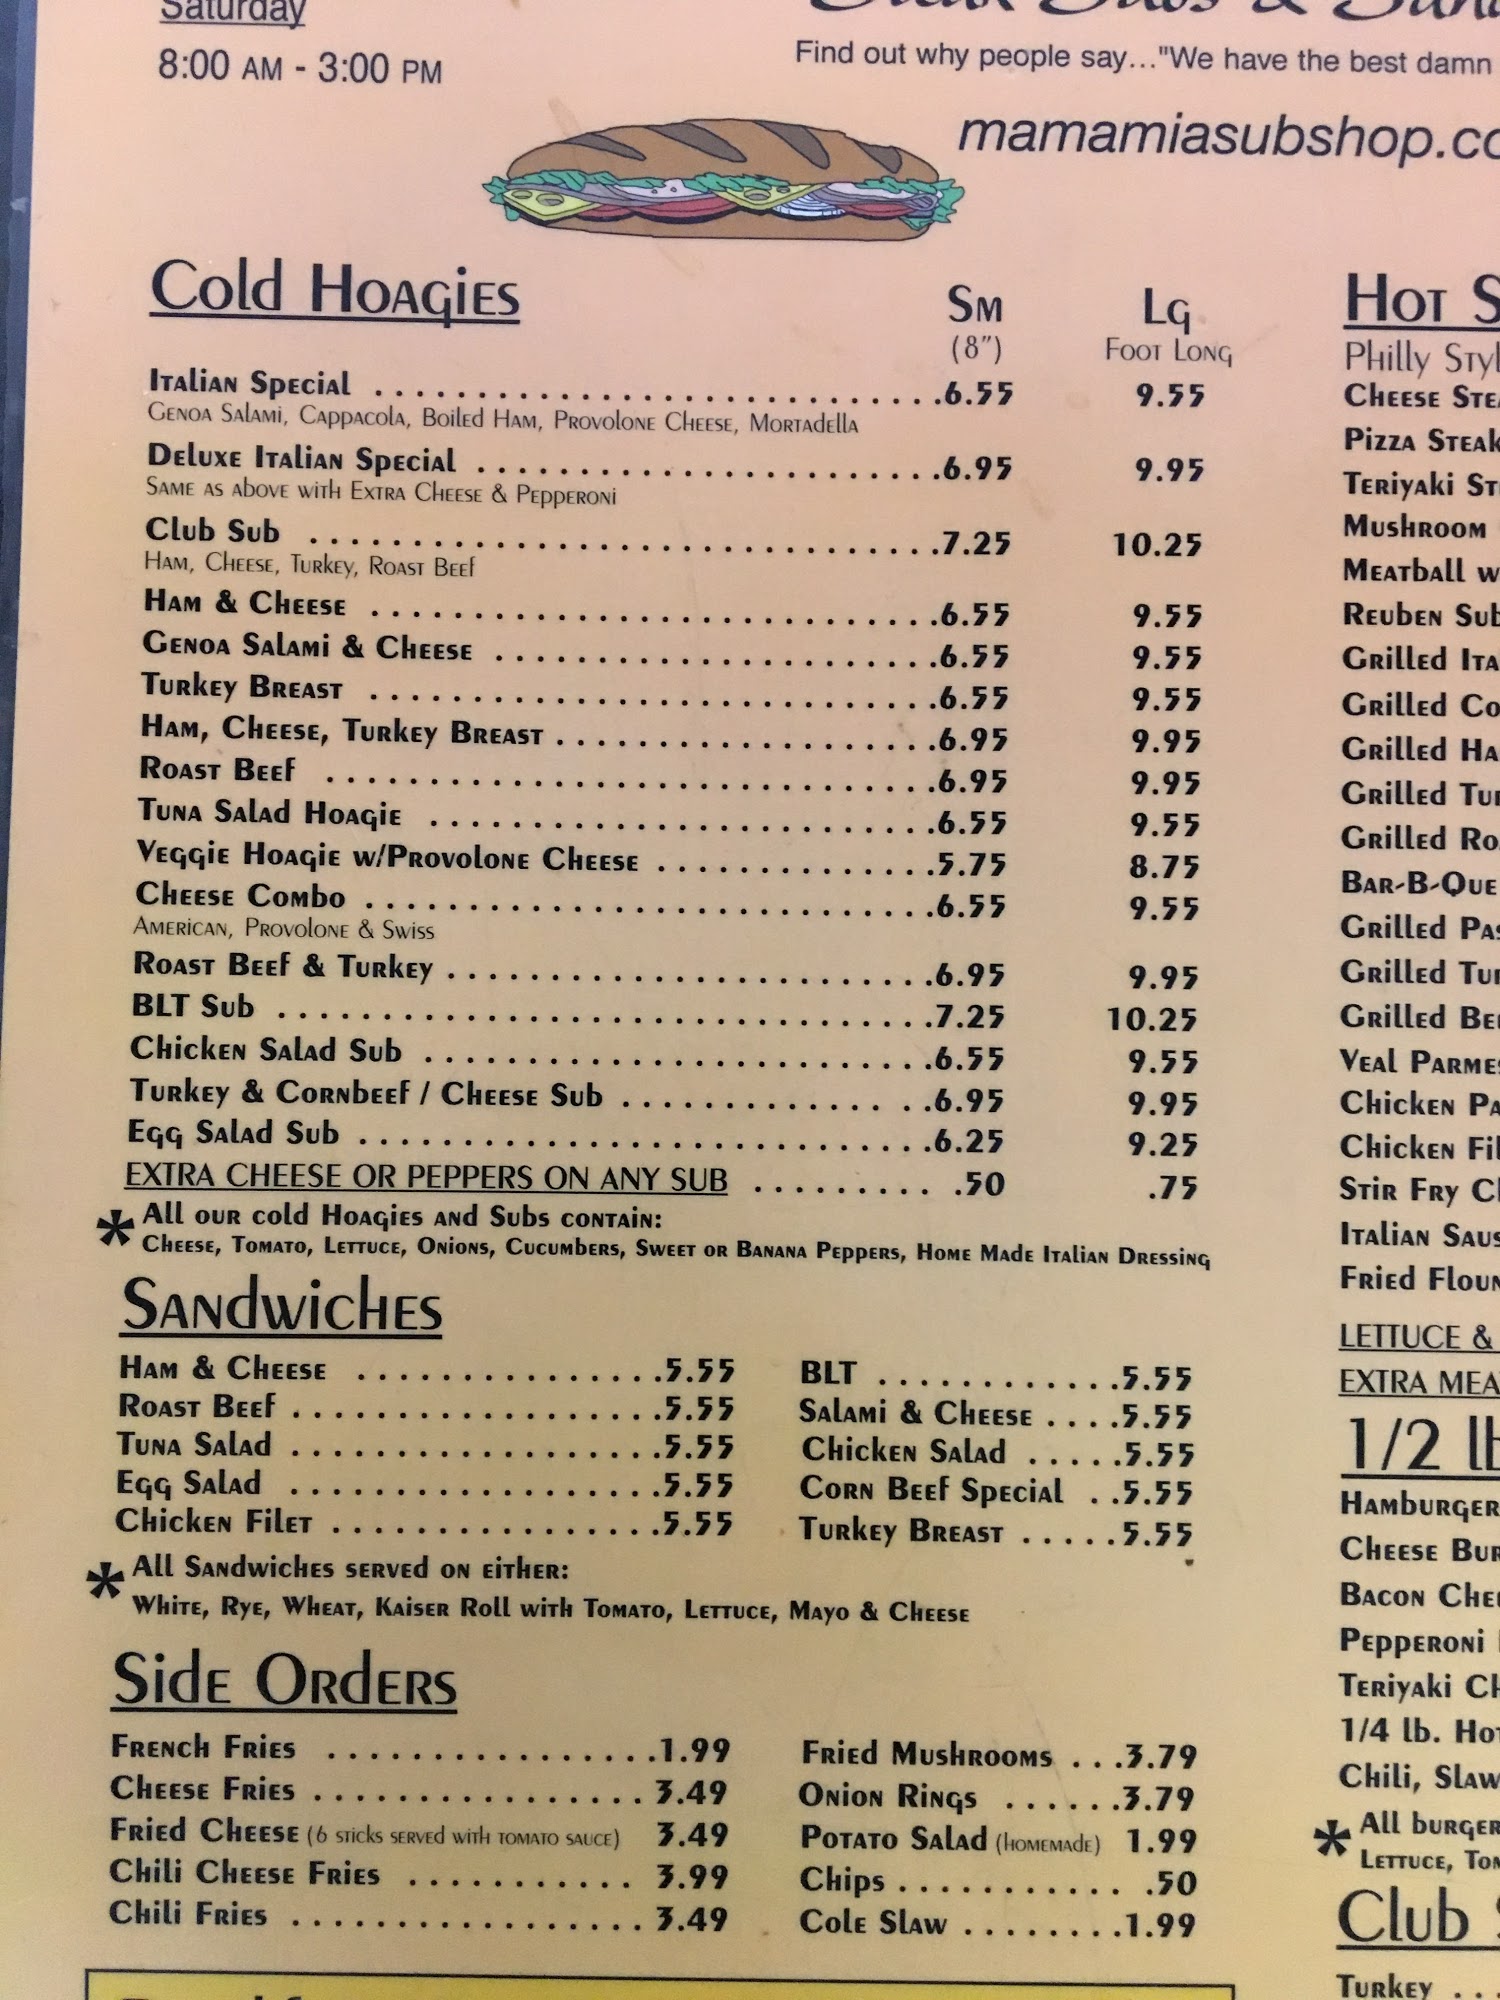 Saturday
8:00 AM - 3:00 PM
Find out why people say..."We have the best damn
mamamiasubshop.co
Cold Hoagies
Sm Lg
(8") Foot Long
Italian Special 6.55 9.55
Genoa Salami, Cappacola, Boiled Ham, Provolone Cheese, Mortadella
Deluxe Italian Special 6.95 9.95
Same as above with Extra Cheese & Pepperoni
Club Sub 7.25 10.25
Ham, Cheese, Turkey, Roast Beef
Ham & Cheese 6.55 9.55
Genoa Salami & Cheese 6.55 9.55
Turkey Breast 6.55 9.55
Ham, Cheese, Turkey Breast 6.95 9.95
Roast Beef 6.95 9.95
Tuna Salad Hoagie 6.55 9.55
Veggie Hoagie w/Provolone Cheese 5.75 8.75
Cheese Combo 6.55 9.55
American, Provolone & Swiss
Roast Beef & Turkey 6.95 9.95
BLT Sub 7.25 10.25
Chicken Salad Sub 6.55 9.55
Turkey & Cornbeef / Cheese Sub 6.95 9.95
Egg Salad Sub 6.25 9.25
EXTRA CHEESE OR PEPPERS ON ANY SUB .50 .75
* All our cold Hoagies and Subs contain:
Cheese, Tomato, Lettuce, Onions, Cucumbers, Sweet or Banana Peppers, Home Made Italian Dressing
Sandwiches
Ham & Cheese 5.55
Roast Beef 5.55
Tuna Salad 5.55
Egg Salad 5.55
Chicken Filet 5.55
BLT 5.55
Salami & Cheese 5.55
Chicken Salad 5.55
Corn Beef Special 5.55
Turkey Breast 5.55
* All Sandwiches served on either:
White, Rye, Wheat, Kaiser Roll with Tomato, Lettuce, Mayo & Cheese
Side Orders
French Fries 1.99
Cheese Fries 3.49
Fried Cheese (6 sticks served with tomato sauce) 3.49
Chili Cheese Fries 3.99
Chili Fries 3.49
Fried Mushrooms 3.79
Onion Rings 3.79
Potato Salad (homemade) 1.99
Chips .50
Cole Slaw 1.99
Hot S
Philly Styl
Cheese Stea
Pizza Steak
Teriyaki St
Mushroom
Meatball w
Reuben Sub
Grilled Ita
Grilled Co
Grilled Ha
Grilled Tur
Grilled Roa
Bar-B-Que
Grilled Pas
Grilled Tur
Grilled Bee
Veal Parmes
Chicken Pa
Chicken Fil
Stir Fry Ch
Italian Saus
Fried Floun
LETTUCE &
EXTRA MEA
1/2 lb
Hamburger
Cheese Bur
Bacon Chee
Pepperoni
Teriyaki Ch
1/4 lb. Hot
Chili, Slaw
* All burger
Lettuce, Tom
Club S
Turkey